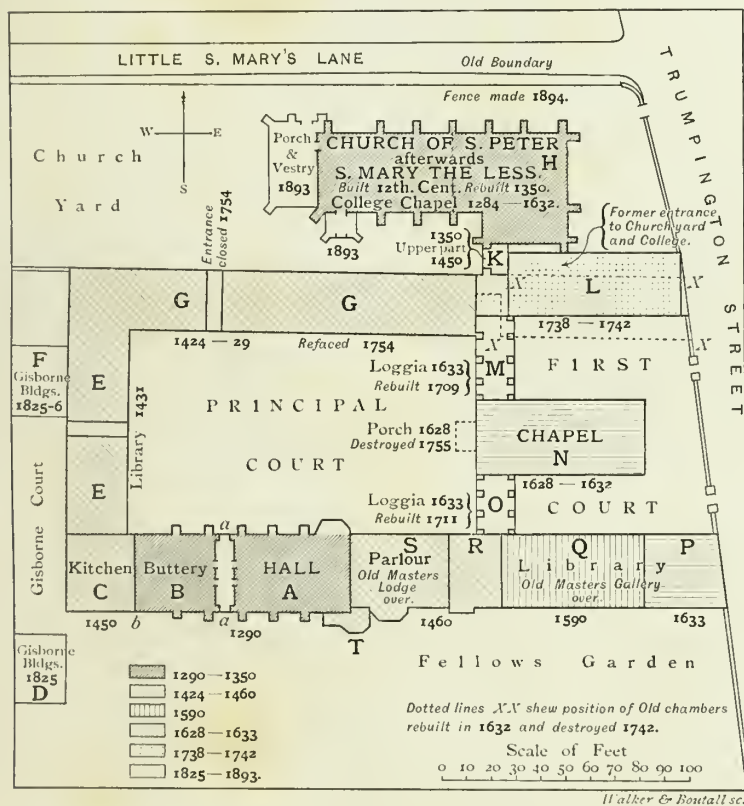 LITTLE S. MARY'S LANE
Old Boundary
TRUMPINGTON STREET
Fence made 1894.
W E
S
Church
Yard
Porch
&
Vestry
1893
CHURCH OF S. PETER
H
afterwards
S. MARY THE LESS.
Built 12th. Cent. Rebuilt 1350.
College Chapel 1284—1632.
Entrance
closed 1754
1893
1350
Upper part
1450
K
Former entrance
to Churchyard
and College.
X X
L
G G
1424—29 Refaced 1754
1738—1742
X X
F
Gisborne
Bldgs.
1825-6
E
Library 1431
Loggia 1633
Rebuilt 1709
M
FIRST
PRINCIPAL
COURT
Porch 1628
Destroyed 1755
CHAPEL
N
1628—1632
E
Gisborne Court
Loggia 1633
Rebuilt 1711
O
COURT
a
Kitchen
C
Buttery
B
HALL
A
S
Parlour
Old Masters
Lodge
over.
R
Q
P
Library
Old Masters Gallery
over.
1450 b a 1290 1460 1590 1633
T
Gisborne
Bldgs.
1825
D
Fellows Garden
1290—1350
1424—1460
1590
1628—1633
1738—1742
1825—1893.
Dotted lines XX shew position of Old chambers
rebuilt in 1632 and destroyed 1742.
Scale of Feet
0 10 20 30 40 50 60 70 80 90 100
Walker & Boutall sc.